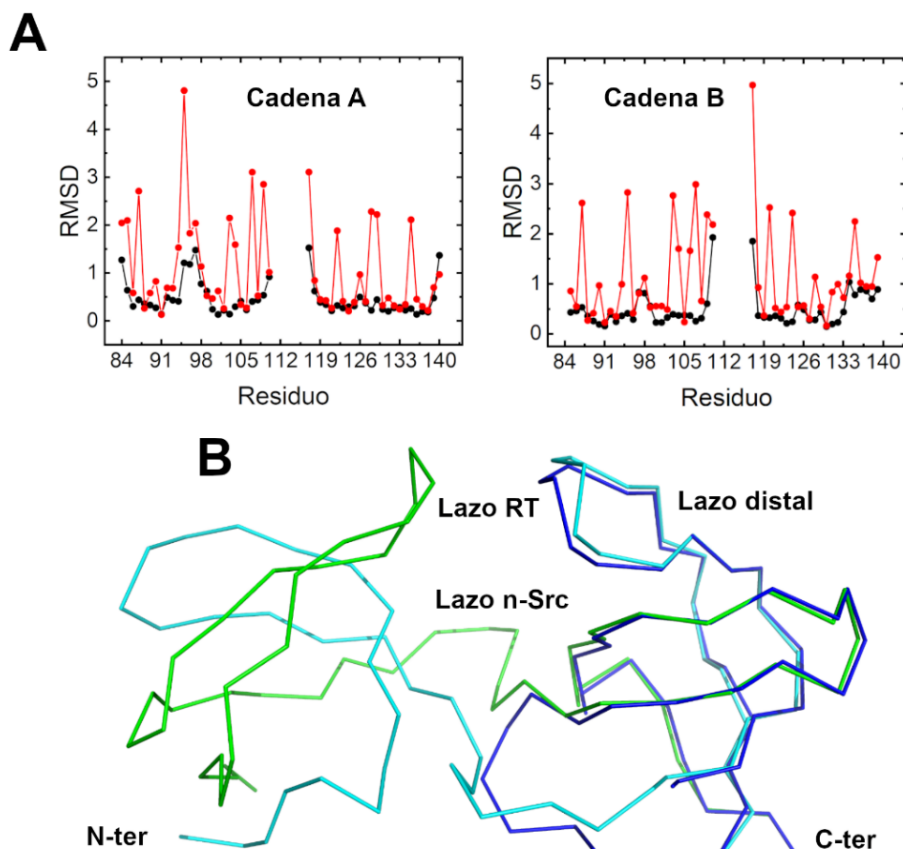 A
Cadena A
RMSD
5
4
3
2
1
0
84 91 98 105 112 119 126 133 140
Residuo
Cadena B
RMSD
5
4
3
2
1
0
84 91 98 105 112 119 126 133 140
Residuo
B
Lazo RT
Lazo distal
Lazo n-Src
N-ter
C-ter